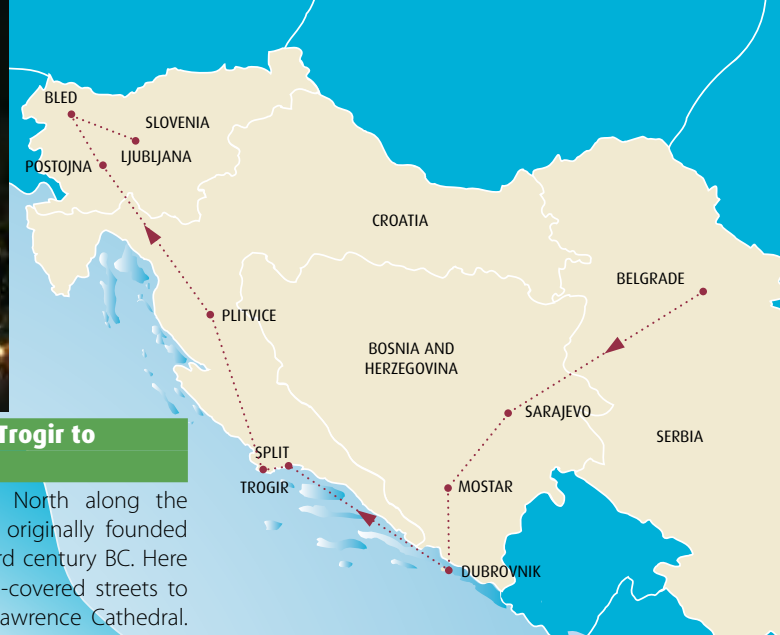 BLED
SLOVENIA
LJUBLJANA
POSTOJNA
CROATIA
BELGRADE
PLITVICE
BOSNIA AND
HERZEGOVINA
SARAJEVO
SERBIA
SPLIT
TROGIR
MOSTAR
DUBROVNIK
Trogir to
North along the
originally founded
rd century BC. Here
-covered streets to
awrence Cathedral.